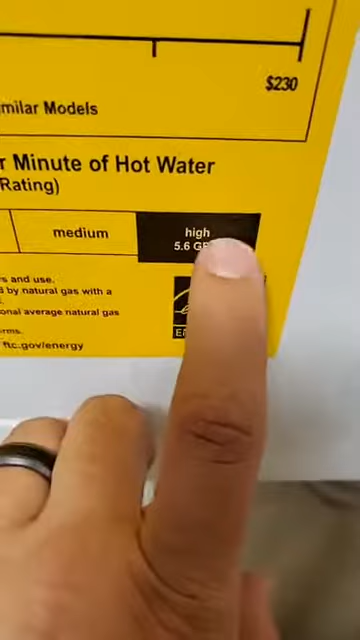 $230
milar Models
r Minute of Hot Water
Rating)
medium
high
5.6
s and use.
d by natural gas with a
onal average natural gas
rms.
ftc.gov/energy